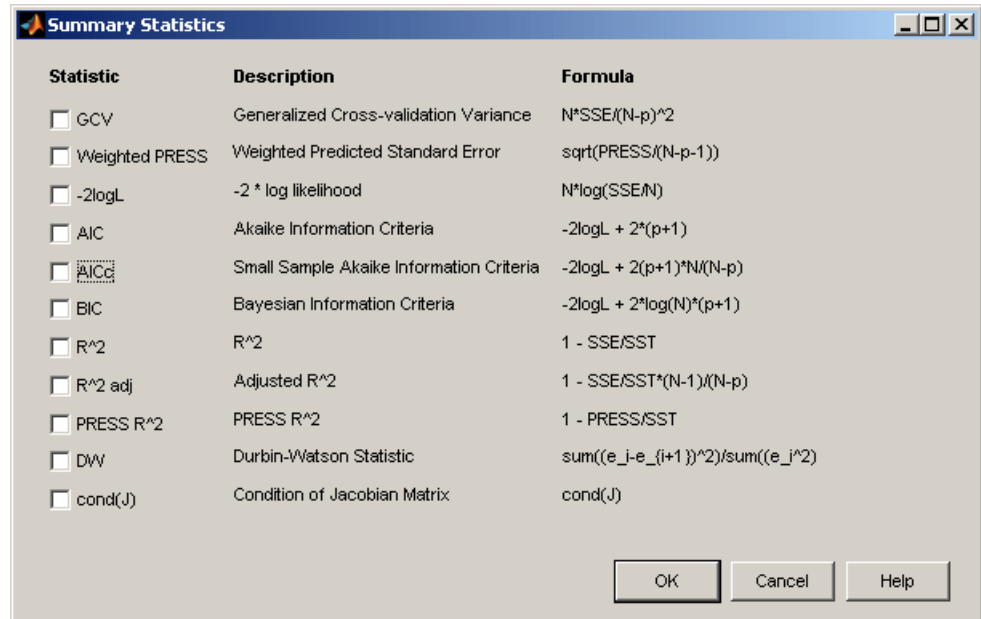 Summary Statistics
Statistic Description Formula
GCV Generalized Cross-validation Variance N*SSE/(N-p)^2
Weighted PRESS Weighted Predicted Standard Error sqrt(PRESS/(N-p-1))
-2logL -2 * log likelihood N*log(SSE/N)
AIC Akaike Information Criteria -2logL + 2*(p+1)
AICc Small Sample Akaike Information Criteria -2logL + 2(p+1)*N/(N-p)
BIC Bayesian Information Criteria -2logL + 2*log(N)*(p+1)
R^2 R^2 1 - SSE/SST
R^2 adj Adjusted R^2 1 - SSE/SST*(N-1)/(N-p)
PRESS R^2 PRESS R^2 1 - PRESS/SST
DW Durbin-Watson Statistic sum((e_i-e_{i+1})^2)/sum((e_i^2)
cond(J) Condition of Jacobian Matrix cond(J)
OK Cancel Help